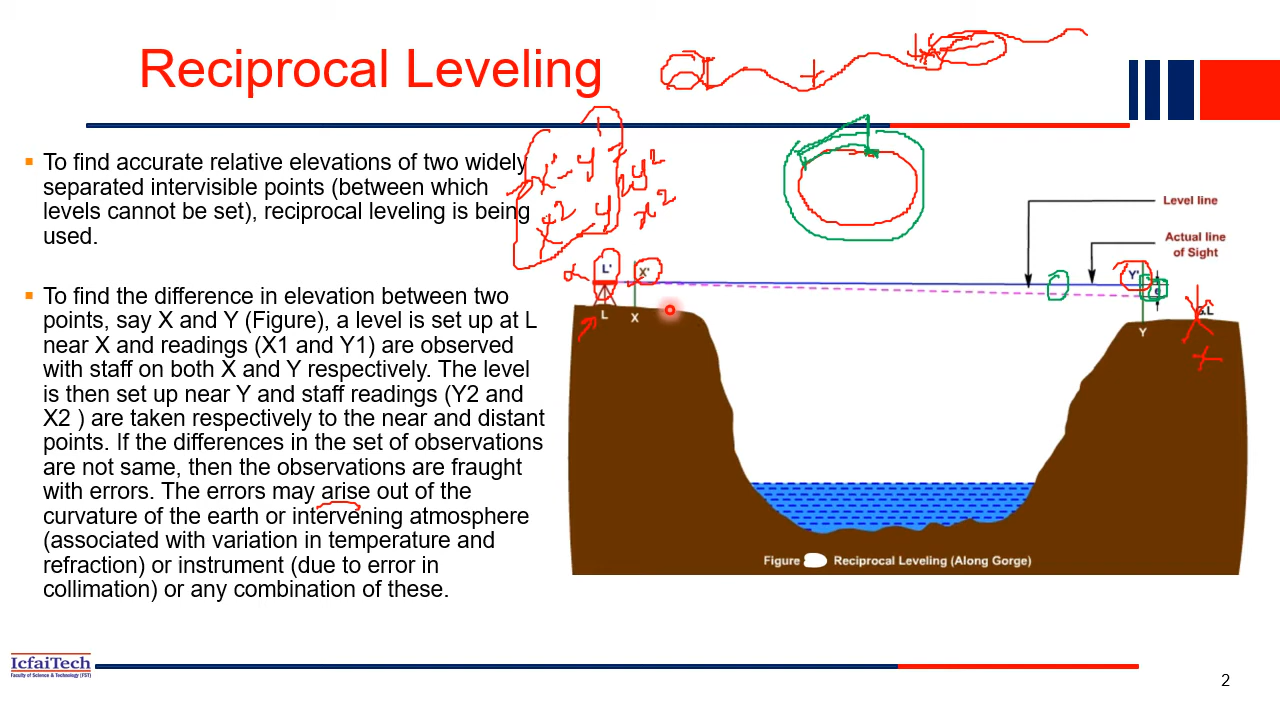 Reciprocal Leveling
To find accurate relative elevations of two widely
separated intervisible points (between which
levels cannot be set), reciprocal leveling is being
used.
To find the difference in elevation between two
points, say X and Y (Figure), a level is set up at L
near X and readings (X1 and Y1) are observed
with staff on both X and Y respectively. The level
is then set up near Y and staff readings (Y2 and
X2 ) are taken respectively to the near and distant
points. If the differences in the set of observations
are not same, then the observations are fraught
with errors. The errors may arise out of the
curvature of the earth or intervening atmosphere
(associated with variation in temperature and
refraction) or instrument (due to error in
collimation) or any combination of these.
y2
x2
Level line
Actual line
of Sight
L'
X'
Y'
e
L
X
Y
L
Figure
Reciprocal Leveling (Along Gorge)
IcfaiTech
Faculty of Science & Technology (FST)
2